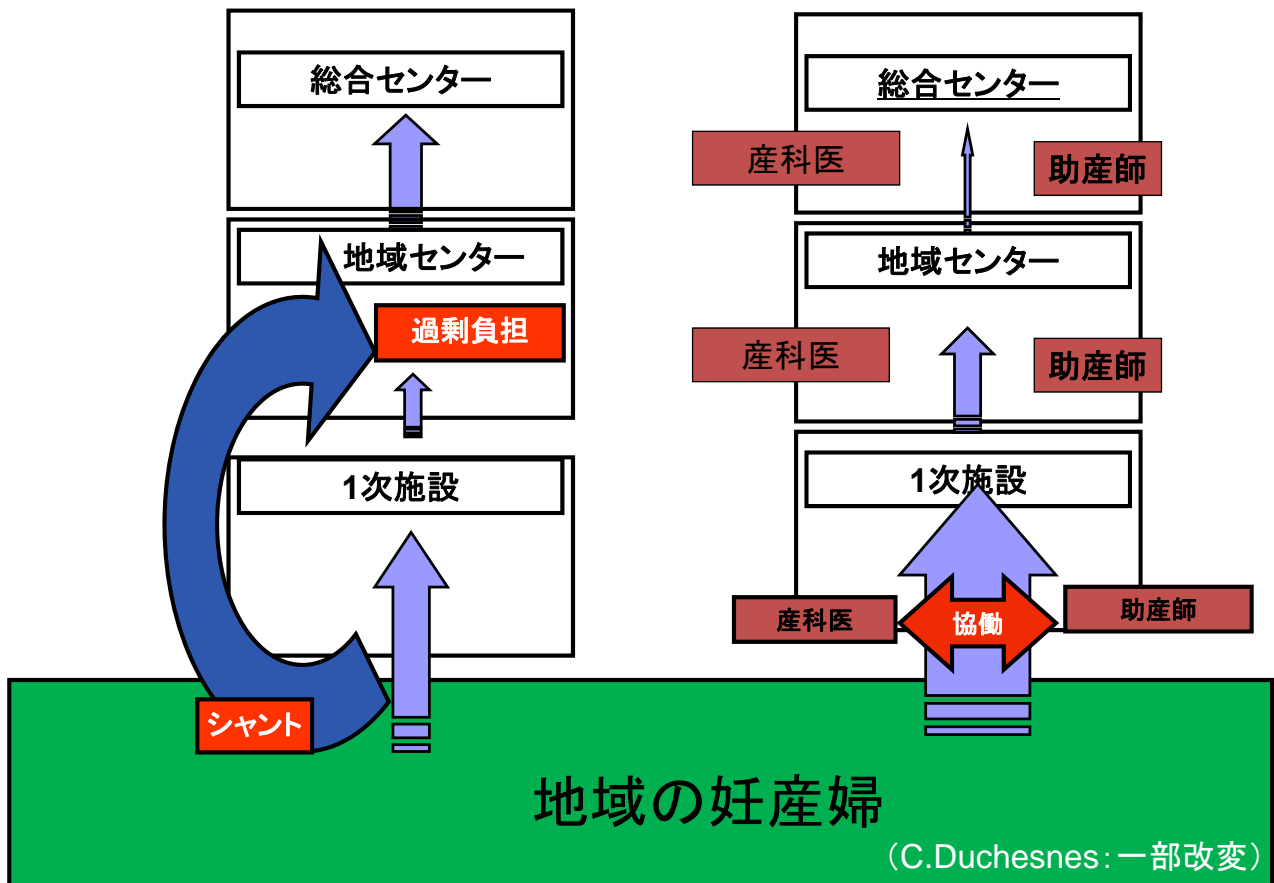 総合センター
地域センター
過剰負担
1次施設
シャント
総合センター
産科医
助産師
地域センター
産科医
助産師
1次施設
産科医
協働
助産師
地域の妊産婦
（C.Duchesnes：一部改変）